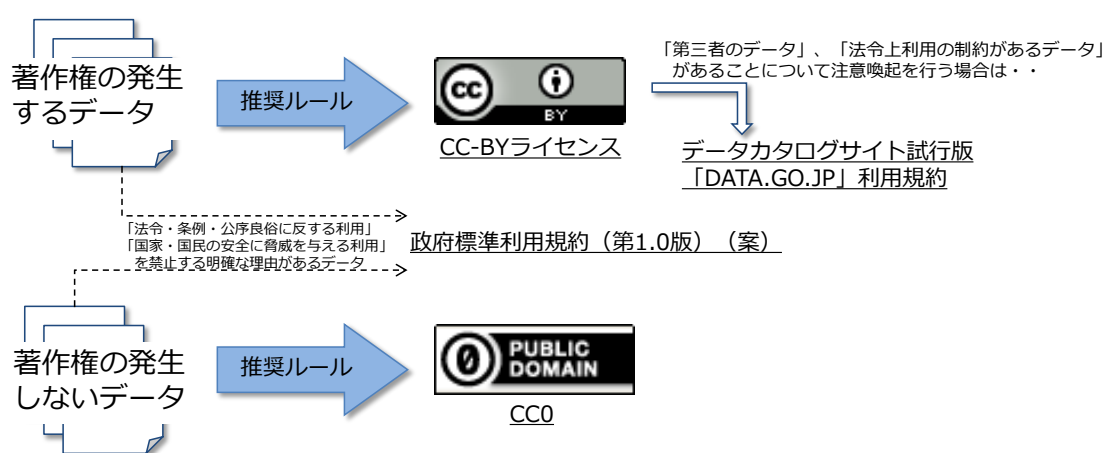 著作権の発生
するデータ
推奨ルール
cc
BY
CC-BYライセンス
「第三者のデータ」、「法令上利用の制約があるデータ」
があることについて注意喚起を行う場合は・・
データカタログサイト試行版
「DATA.GO.JP」利用規約
「法令・条例・公序良俗に反する利用」
「国家・国民の安全に脅威を与える利用」
を禁止する明確な理由があるデータ
政府標準利用規約（第1.0版）（案）
著作権の発生
しないデータ
推奨ルール
0
PUBLIC
DOMAIN
CC0